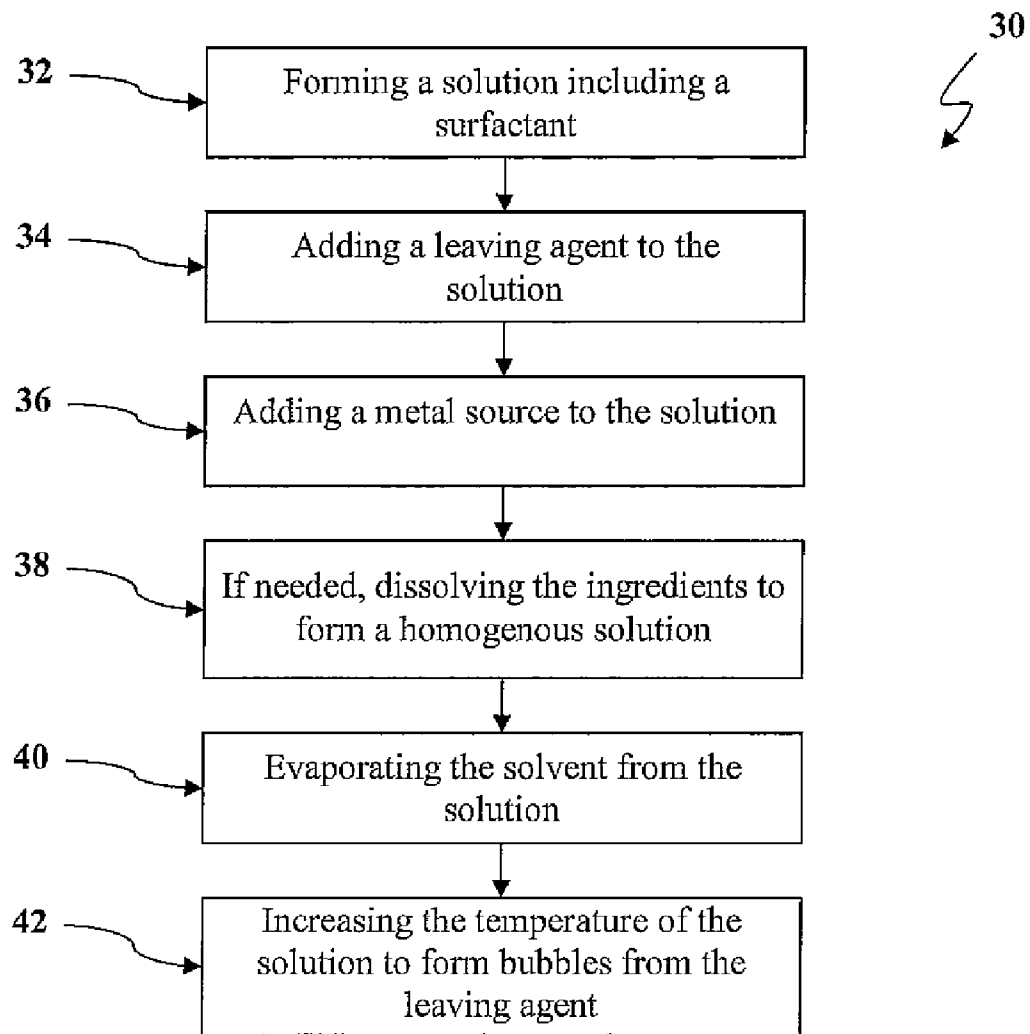 30
32
Forming a solution including a
surfactant
34
Adding a leaving agent to the
solution
36
Adding a metal source to the solution
38
If needed, dissolving the ingredients to
form a homogenous solution
40
Evaporating the solvent from the
solution
42
Increasing the temperature of the
solution to form bubbles from the
leaving agent